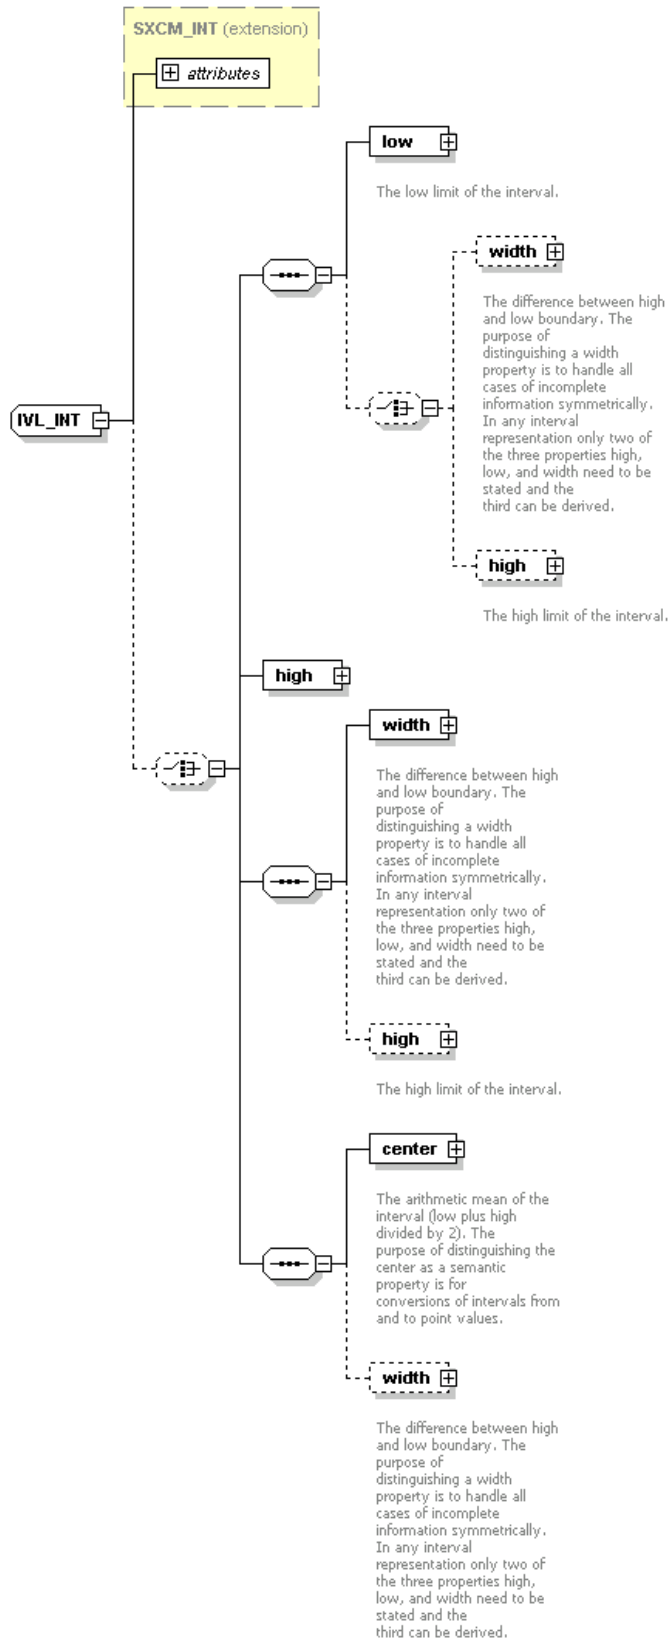 SXCM_INT (extension)
attributes
low
The low limit of the interval.
width
The difference between high
and low boundary. The
purpose of
distinguishing a width
property is to handle all
cases of incomplete
information symmetrically.
In any interval
representation only two of
the three properties high,
low, and width need to be
stated and the
third can be derived.
IVL_INT
high
The high limit of the interval.
high
width
The difference between high
and low boundary. The
purpose of
distinguishing a width
property is to handle all
cases of incomplete
information symmetrically.
In any interval
representation only two of
the three properties high,
low, and width need to be
stated and the
third can be derived.
high
The high limit of the interval.
center
The arithmetic mean of the
interval (low plus high
divided by 2). The
purpose of distinguishing the
center as a semantic
property is for
conversions of intervals from
and to point values.
width
The difference between high
and low boundary. The
purpose of
distinguishing a width
property is to handle all
cases of incomplete
information symmetrically.
In any interval
representation only two of
the three properties high,
low, and width need to be
stated and the
third can be derived.